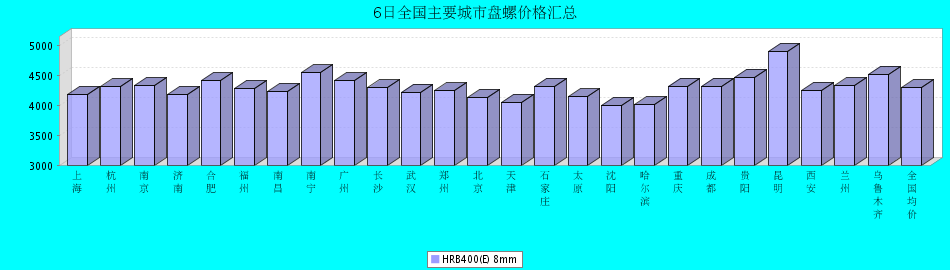 6日全国主要城市盘螺价格汇总
5000
4500
4000
3500
3000
上海
杭州
南京
济南
合肥
福州
南昌
南宁
广州
长沙
武汉
郑州
北京
天津
石家庄
太原
沈阳
哈尔滨
重庆
成都
贵阳
昆明
西安
兰州
乌鲁木齐
全国均价
HRB400(E) 8mm